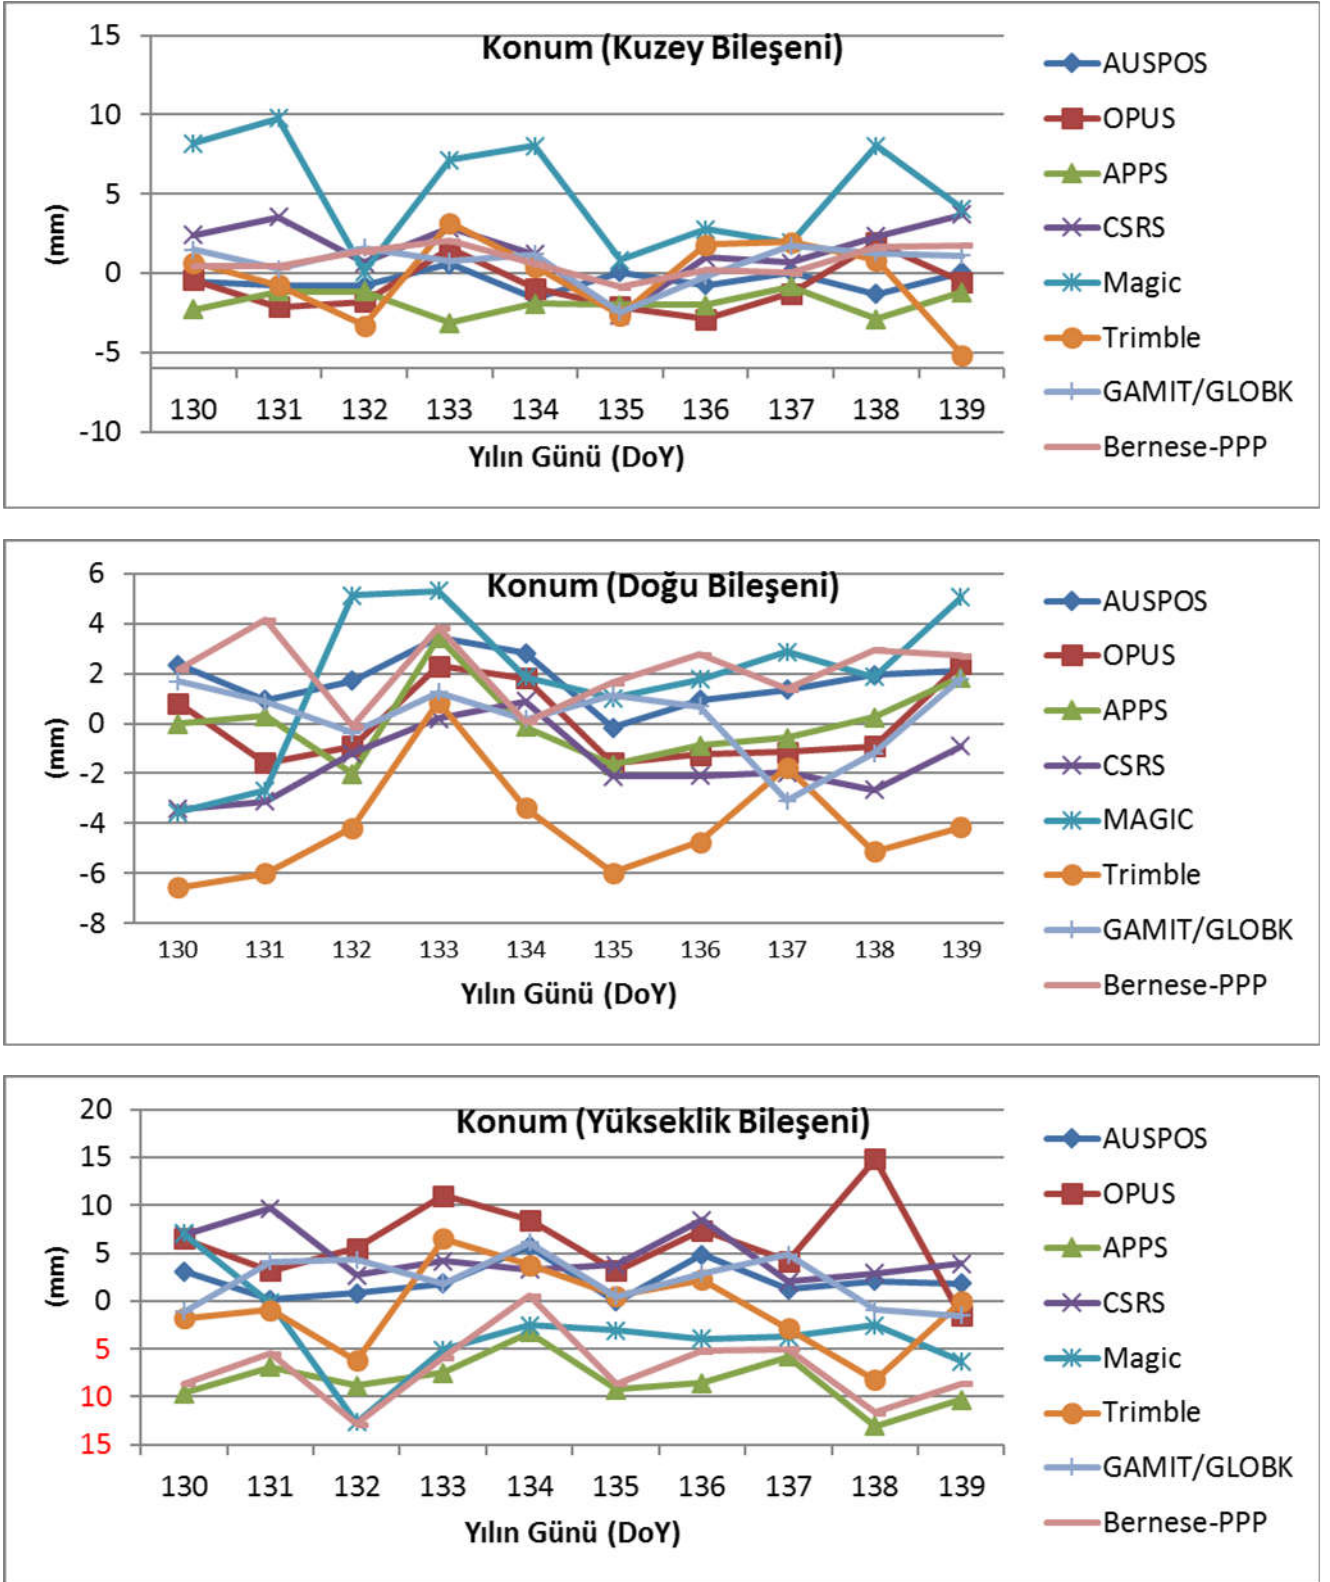 Konum (Kuzey Bileşeni)
15
10
5
0
-5
-10
(mm)
130 131 132 133 134 135 136 137 138 139
Yılın Günü (DoY)
AUSPOS
OPUS
APPS
CSRS
Magic
Trimble
GAMIT/GLOBK
Bernese-PPP
Konum (Doğu Bileşeni)
6
4
2
0
-2
-4
-6
-8
(mm)
130 131 132 133 134 135 136 137 138 139
Yılın Günü (DoY)
AUSPOS
OPUS
APPS
CSRS
MAGIC
Trimble
GAMIT/GLOBK
Bernese-PPP
Konum (Yükseklik Bileşeni)
20
15
10
5
0
5
10
15
(mm)
130 131 132 133 134 135 136 137 138 139
Yılın Günü (DoY)
AUSPOS
OPUS
APPS
CSRS
Magic
Trimble
GAMIT/GLOBK
Bernese-PPP